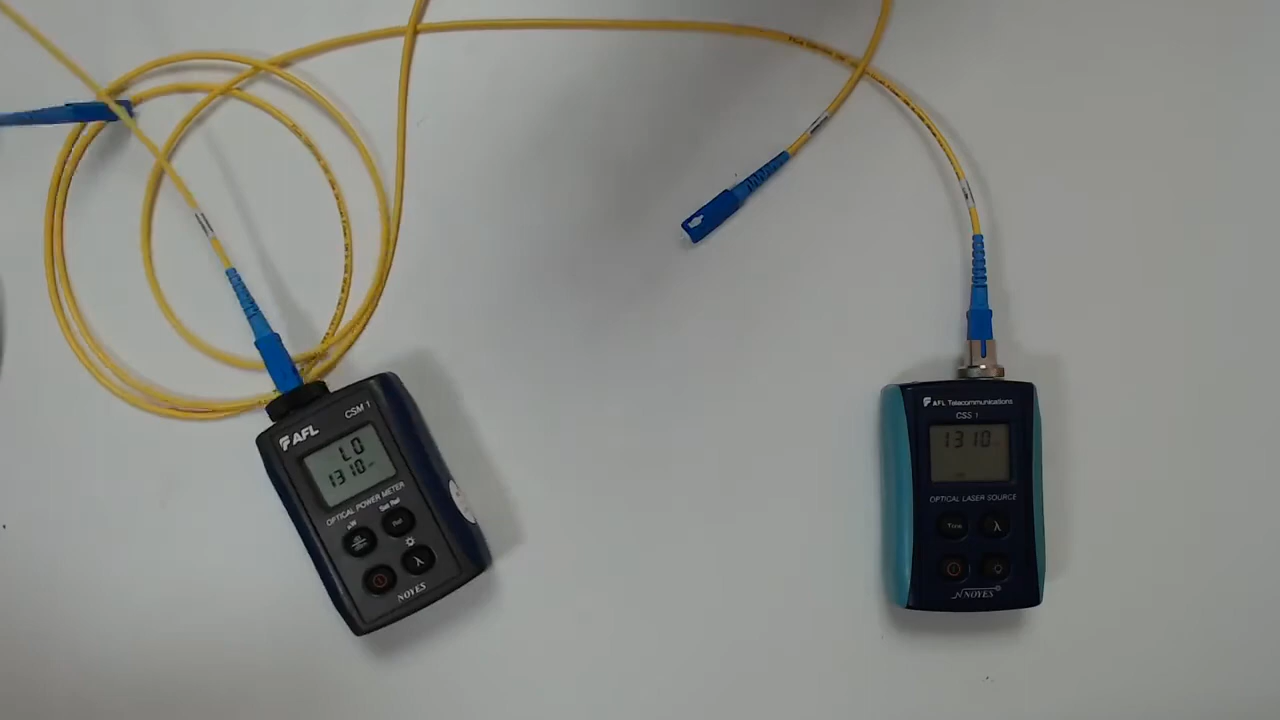 CSM 1
AFL
LO
1310
OPTICAL POWER METER
Set Ref
Ref
λ
NOYES
AFL Telecommunications
CSS 1
1310
OPTICAL LASER SOURCE
Tone
λ
NOYES